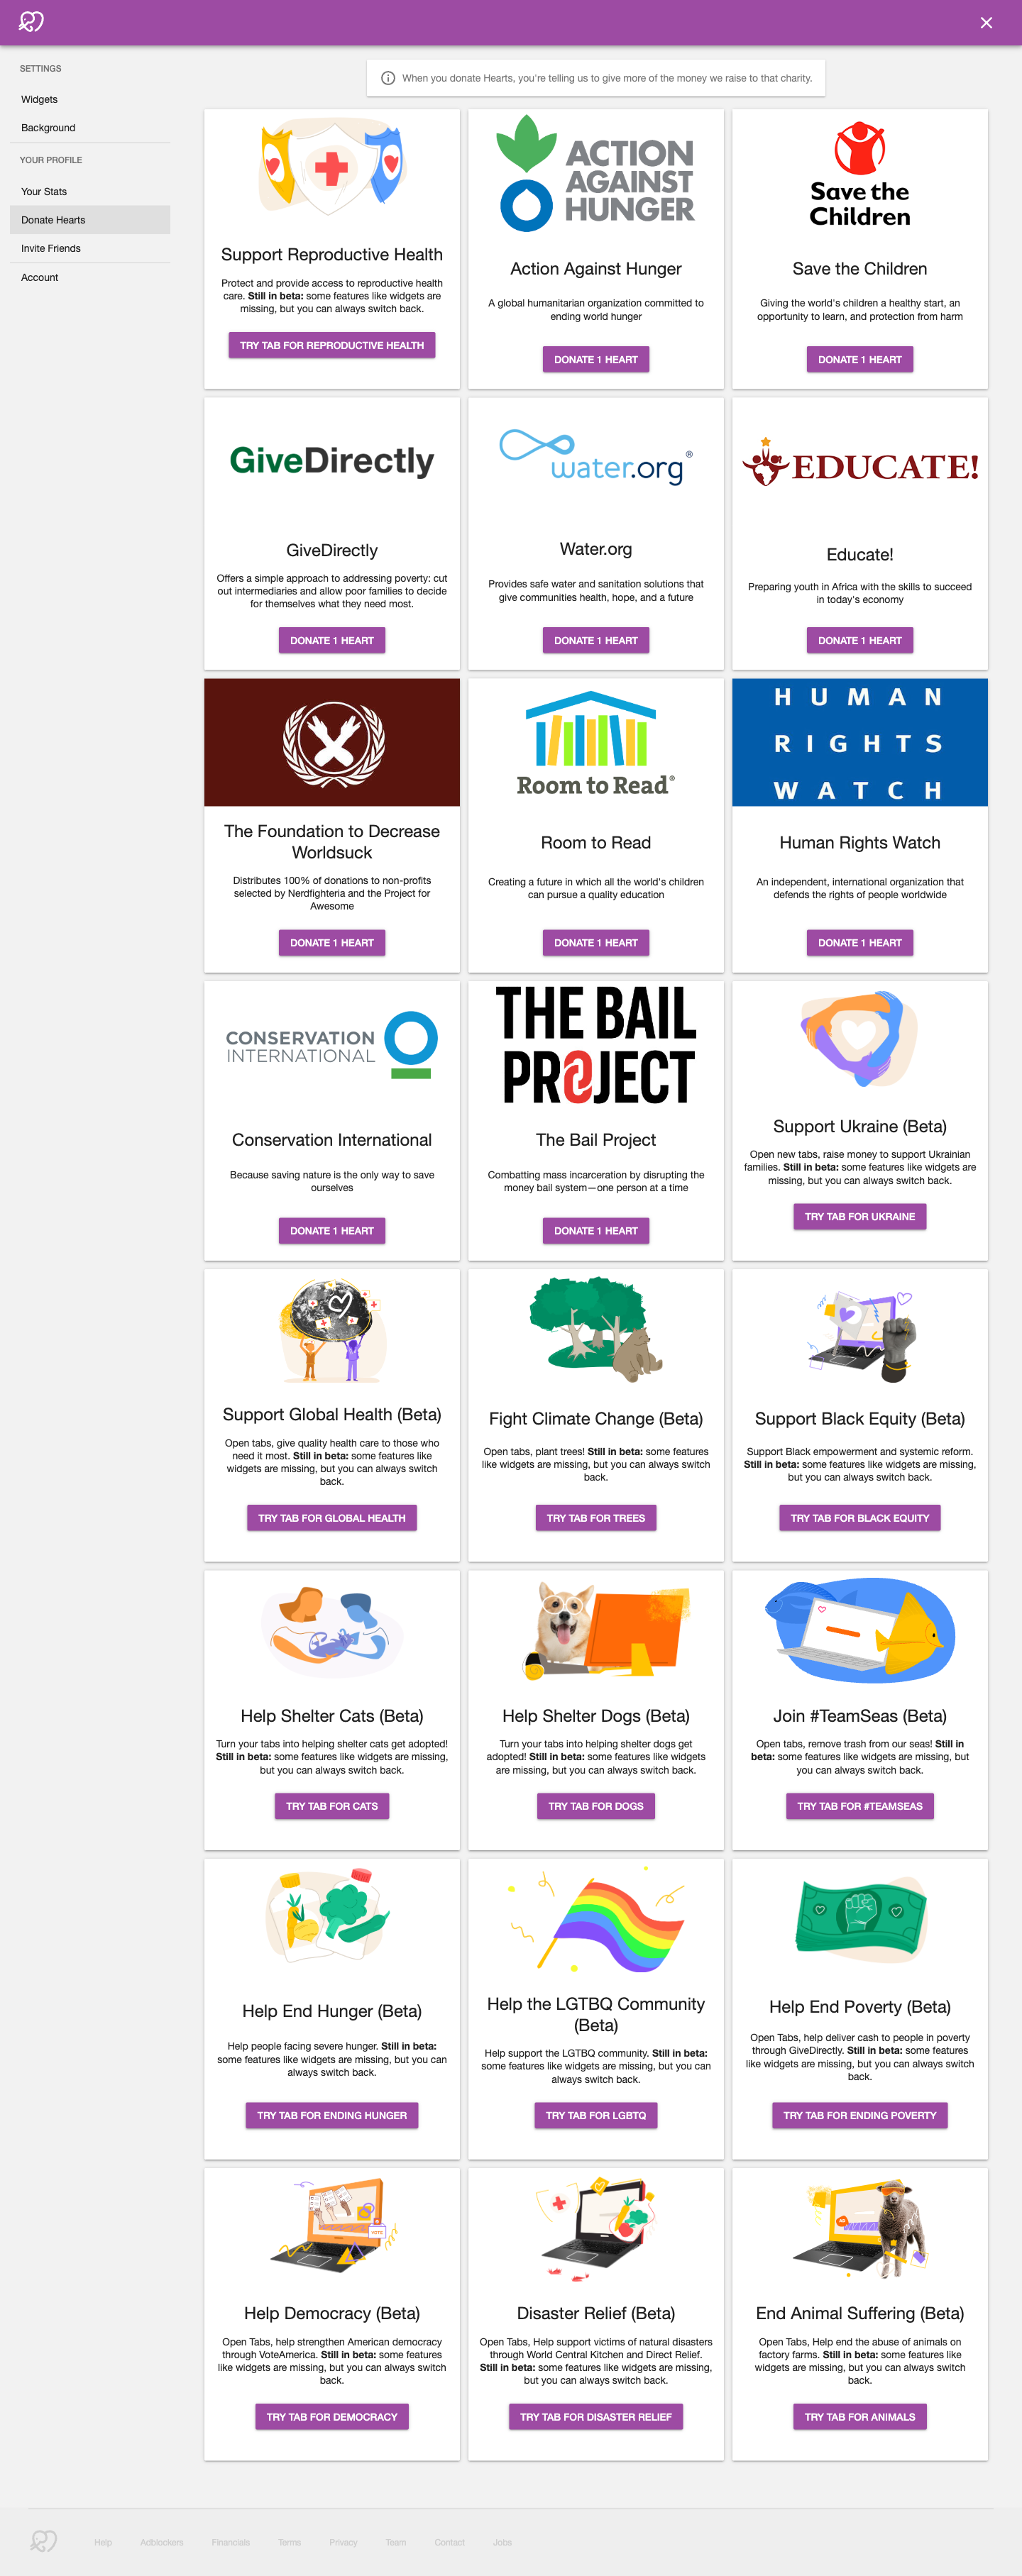 SETTINGS
Widgets
Background
YOUR PROFILE
Your Stats
Donate Hearts
Invite Friends
Account
When you donate Hearts, you're telling us to give more of the money we raise to that charity.
Support Reproductive Health
Protect and provide access to reproductive health
care. Still in beta: some features like widgets are
missing, but you can always switch back.
TRY TAB FOR REPRODUCTIVE HEALTH
ACTION
AGAINST
HUNGER
Action Against Hunger
A global humanitarian organization committed to
ending world hunger
DONATE 1 HEART
Save the
Children
Save the Children
Giving the world's children a healthy start, an
opportunity to learn, and protection from harm
DONATE 1 HEART
GiveDirectly
GiveDirectly
Offers a simple approach to addressing poverty: cut
out intermediaries and allow poor families to decide
for themselves what they need most.
DONATE 1 HEART
water.org®
Water.org
Provides safe water and sanitation solutions that
give communities health, hope, and a future
DONATE 1 HEART
EDUCATE!
Educate!
Preparing youth in Africa with the skills to succeed
in today's economy
DONATE 1 HEART
The Foundation to Decrease
Worldsuck
Distributes 100% of donations to non-profits
selected by Nerdfighteria and the Project for
Awesome
DONATE 1 HEART
Room to Read®
Room to Read
Creating a future in which all the world's children
can pursue a quality education
DONATE 1 HEART
HUMAN
RIGHTS
WATCH
Human Rights Watch
An independent, international organization that
defends the rights of people worldwide
DONATE 1 HEART
CONSERVATION
INTERNATIONAL
Conservation International
Because saving nature is the only way to save
ourselves
DONATE 1 HEART
THE BAIL
PROJECT
The Bail Project
Combatting mass incarceration by disrupting the
money bail system—one person at a time
DONATE 1 HEART
Support Ukraine (Beta)
Open new tabs, raise money to support Ukrainian
families. Still in beta: some features like widgets are
missing, but you can always switch back.
TRY TAB FOR UKRAINE
Support Global Health (Beta)
Open tabs, give quality health care to those who
need it most. Still in beta: some features like
widgets are missing, but you can always switch
back.
TRY TAB FOR GLOBAL HEALTH
Fight Climate Change (Beta)
Open tabs, plant trees! Still in beta: some features
like widgets are missing, but you can always switch
back.
TRY TAB FOR TREES
Support Black Equity (Beta)
Support Black empowerment and systemic reform.
Still in beta: some features like widgets are missing,
but you can always switch back.
TRY TAB FOR BLACK EQUITY
Help Shelter Cats (Beta)
Turn your tabs into helping shelter cats get adopted!
Still in beta: some features like widgets are missing,
but you can always switch back.
TRY TAB FOR CATS
Help Shelter Dogs (Beta)
Turn your tabs into helping shelter dogs get
adopted! Still in beta: some features like widgets
are missing, but you can always switch back.
TRY TAB FOR DOGS
Join #TeamSeas (Beta)
Open tabs, remove trash from our seas! Still in
beta: some features like widgets are missing, but
you can always switch back.
TRY TAB FOR #TEAMSEAS
Help End Hunger (Beta)
Help people facing severe hunger. Still in beta:
some features like widgets are missing, but you can
always switch back.
TRY TAB FOR ENDING HUNGER
Help the LGTBQ Community
(Beta)
Help support the LGTBQ community. Still in beta:
some features like widgets are missing, but you can
always switch back.
TRY TAB FOR LGBTQ
Help End Poverty (Beta)
Open Tabs, help deliver cash to people in poverty
through GiveDirectly. Still in beta: some features
like widgets are missing, but you can always switch
back.
TRY TAB FOR ENDING POVERTY
VOTE
Help Democracy (Beta)
Open Tabs, help strengthen American democracy
through VoteAmerica. Still in beta: some features
like widgets are missing, but you can always switch
back.
TRY TAB FOR DEMOCRACY
Disaster Relief (Beta)
Open Tabs, Help support victims of natural disasters
through World Central Kitchen and Direct Relief.
Still in beta: some features like widgets are missing,
but you can always switch back.
TRY TAB FOR DISASTER RELIEF
End Animal Suffering (Beta)
Open Tabs, Help end the abuse of animals on
factory farms. Still in beta: some features like
widgets are missing, but you can always switch
back.
TRY TAB FOR ANIMALS
Help
Adblockers
Financials
Terms
Privacy
Team
Contact
Jobs